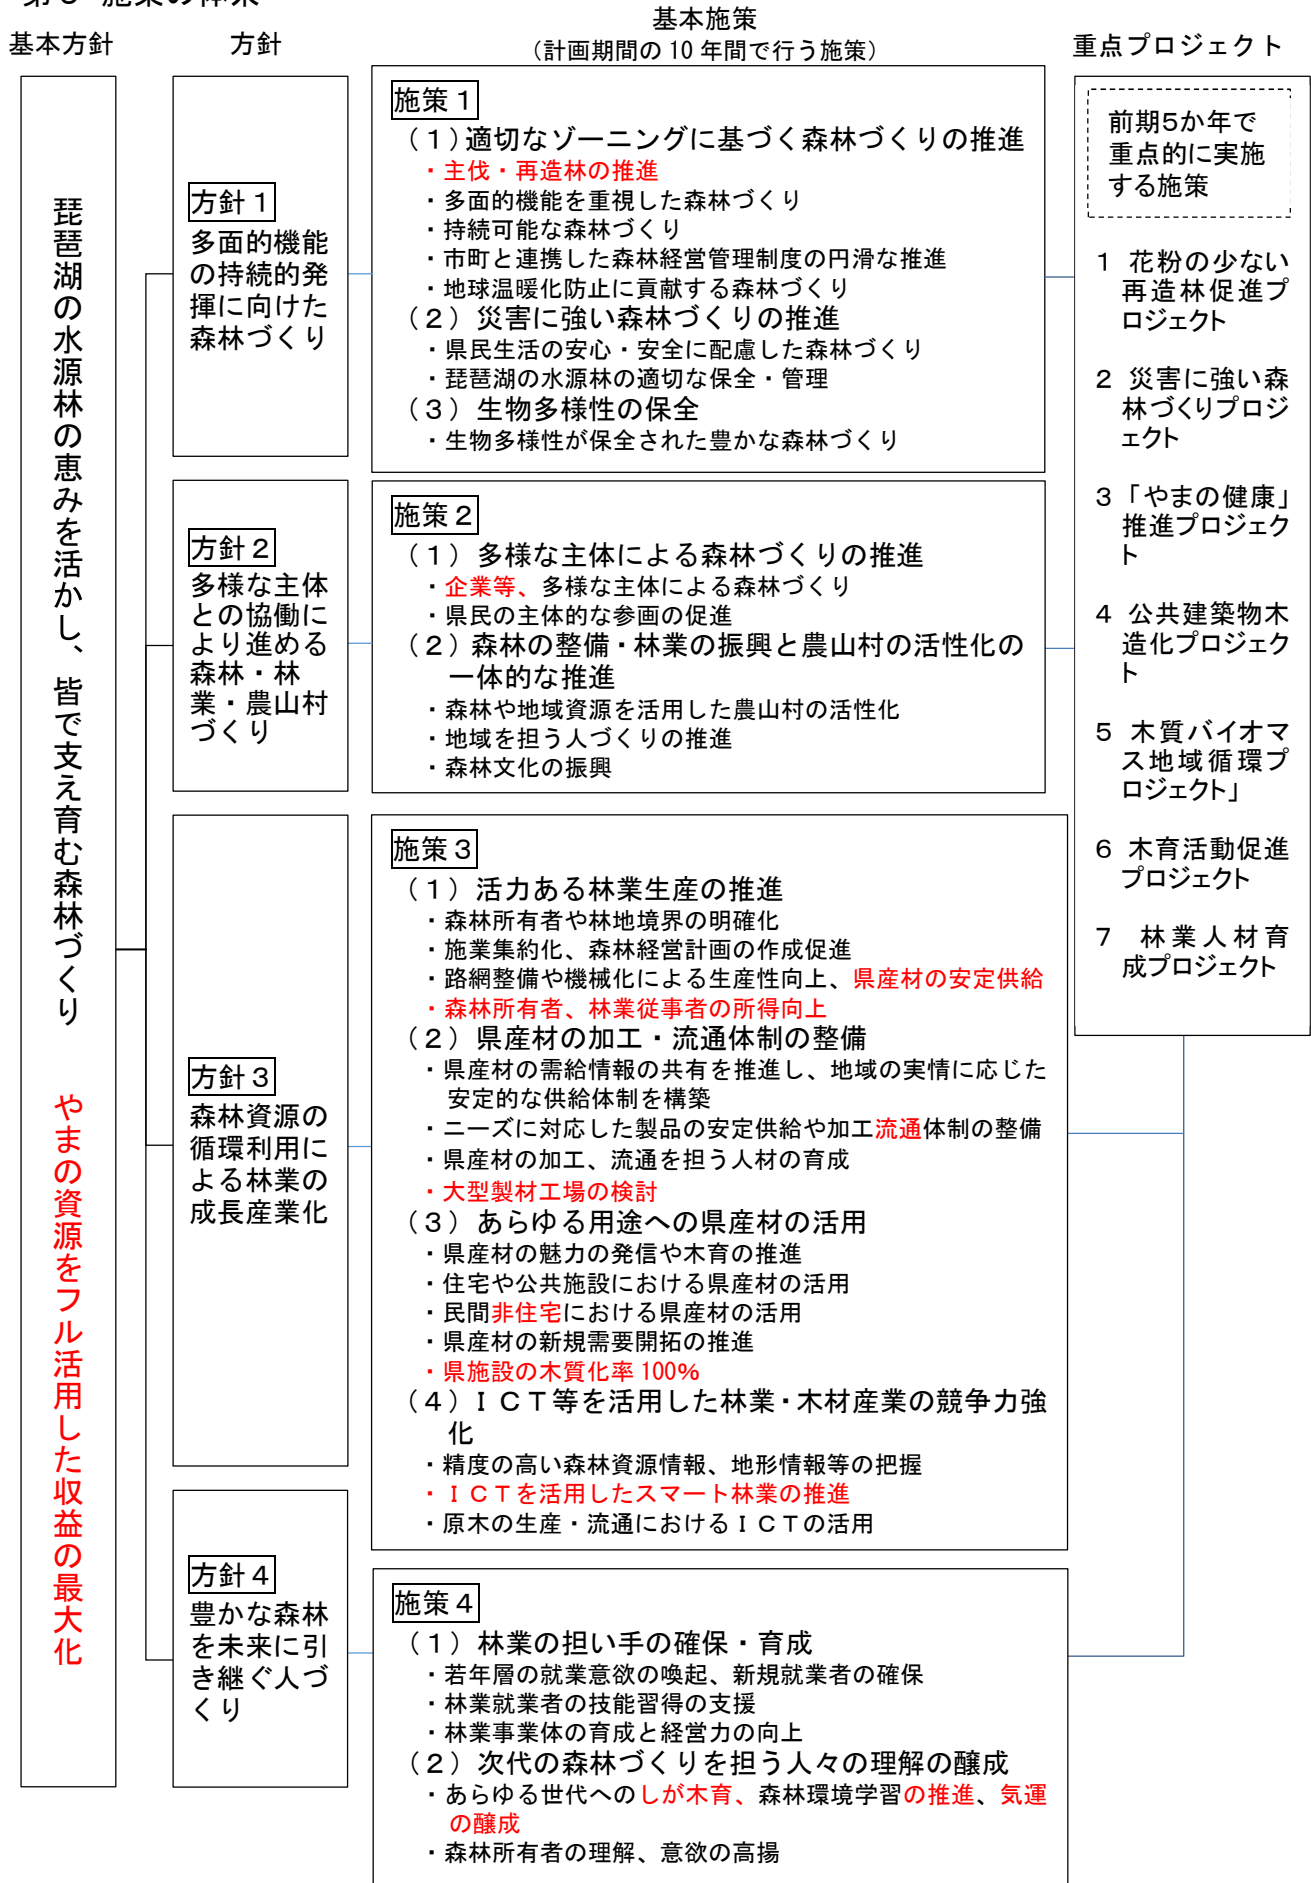 基本方針
方針
基本施策
（計画期間の10年間で行う施策）
重点プロジェクト
琵琶湖の水源林の恵みを活かし、皆で支え育む森林づくり　やまの資源をフル活用した収益の最大化
方針１
多面的機能
の持続的発
揮に向けた
森林づくり
施策１
（１）適切なゾーニングに基づく森林づくりの推進
・主伐・再造林の推進
・多面的機能を重視した森林づくり
・持続可能な森林づくり
・市町と連携した森林経営管理制度の円滑な推進
・地球温暖化防止に貢献する森林づくり
（２）災害に強い森林づくりの推進
・県民生活の安心・安全に配慮した森林づくり
・琵琶湖の水源林の適切な保全・管理
（３）生物多様性の保全
・生物多様性が保全された豊かな森林づくり
方針２
多様な主体
との協働に
より進める
森林・林
業・農山村
づくり
施策２
（１）多様な主体による森林づくりの推進
・企業等、多様な主体による森林づくり
・県民の主体的な参画の促進
（２）森林の整備・林業の振興と農山村の活性化の
一体的な推進
・森林や地域資源を活用した農山村の活性化
・地域を担う人づくりの推進
・森林文化の振興
方針３
森林資源の
循環利用に
よる林業の
成長産業化
施策３
（１）活力ある林業生産の推進
・森林所有者や林地境界の明確化
・施業集約化、森林経営計画の作成促進
・路網整備や機械化による生産性向上、県産材の安定供給
・森林所有者、林業従事者の所得向上
（２）県産材の加工・流通体制の整備
・県産材の需給情報の共有を推進し、地域の実情に応じた
安定的な供給体制を構築
・ニーズに対応した製品の安定供給や加工流通体制の整備
・県産材の加工、流通を担う人材の育成
・大型製材工場の検討
（３）あらゆる用途への県産材の活用
・県産材の魅力の発信や木育の推進
・住宅や公共施設における県産材の活用
・民間非住宅における県産材の活用
・県産材の新規需要開拓の推進
・県施設の木質化率100%
（４）ＩＣＴ等を活用した林業・木材産業の競争力強
化
・精度の高い森林資源情報、地形情報等の把握
・ＩＣＴを活用したスマート林業の推進
・原木の生産・流通におけるＩＣＴの活用
方針４
豊かな森林
を未来に引
き継ぐ人づ
くり
施策４
（１）林業の担い手の確保・育成
・若年層の就業意欲の喚起、新規就業者の確保
・林業就業者の技能習得の支援
・林業事業体の育成と経営力の向上
（２）次代の森林づくりを担う人々の理解の醸成
・あらゆる世代へのしが木育、森林環境学習の推進、気運
の醸成
・森林所有者の理解、意欲の高揚
前期５か年で
重点的に実施
する施策
１ 花粉の少ない
再造林促進プ
ロジェクト
２ 災害に強い森
林づくりプロジ
ェクト
３「やまの健康」
推進プロジェク
ト
４ 公共建築物木
造化プロジェク
ト
５ 木質バイオマ
ス地域循環プ
ロジェクト」
６ 木育活動促進
プロジェクト
７ 林業人材育
成プロジェクト